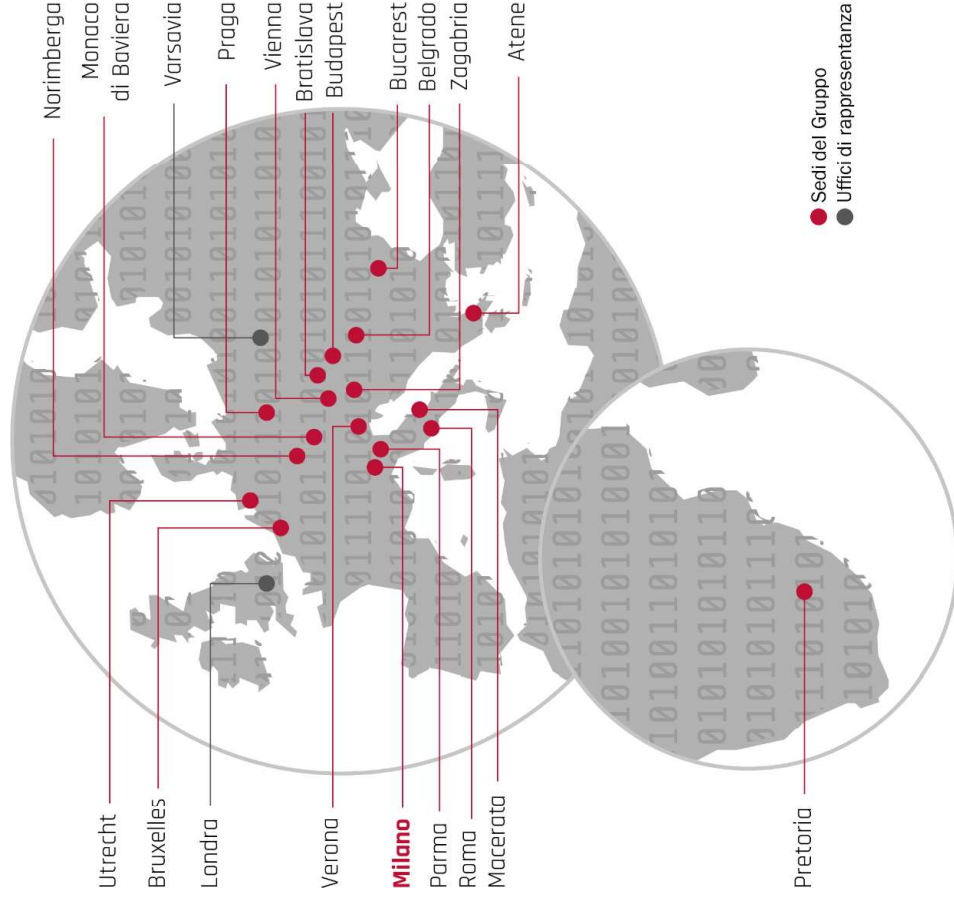 Utrecht
Bruxelles
Londra
Verona
Milano
Parma
Roma
Macerata
Pretoria
Norimberga
Monaco
di Baviera
Varsavia
Praga
Vienna
Bratislava
Budapest
Bucarest
Belgrado
Zagabria
Atene
Sedi del Gruppo
Uffici di rappresentanza